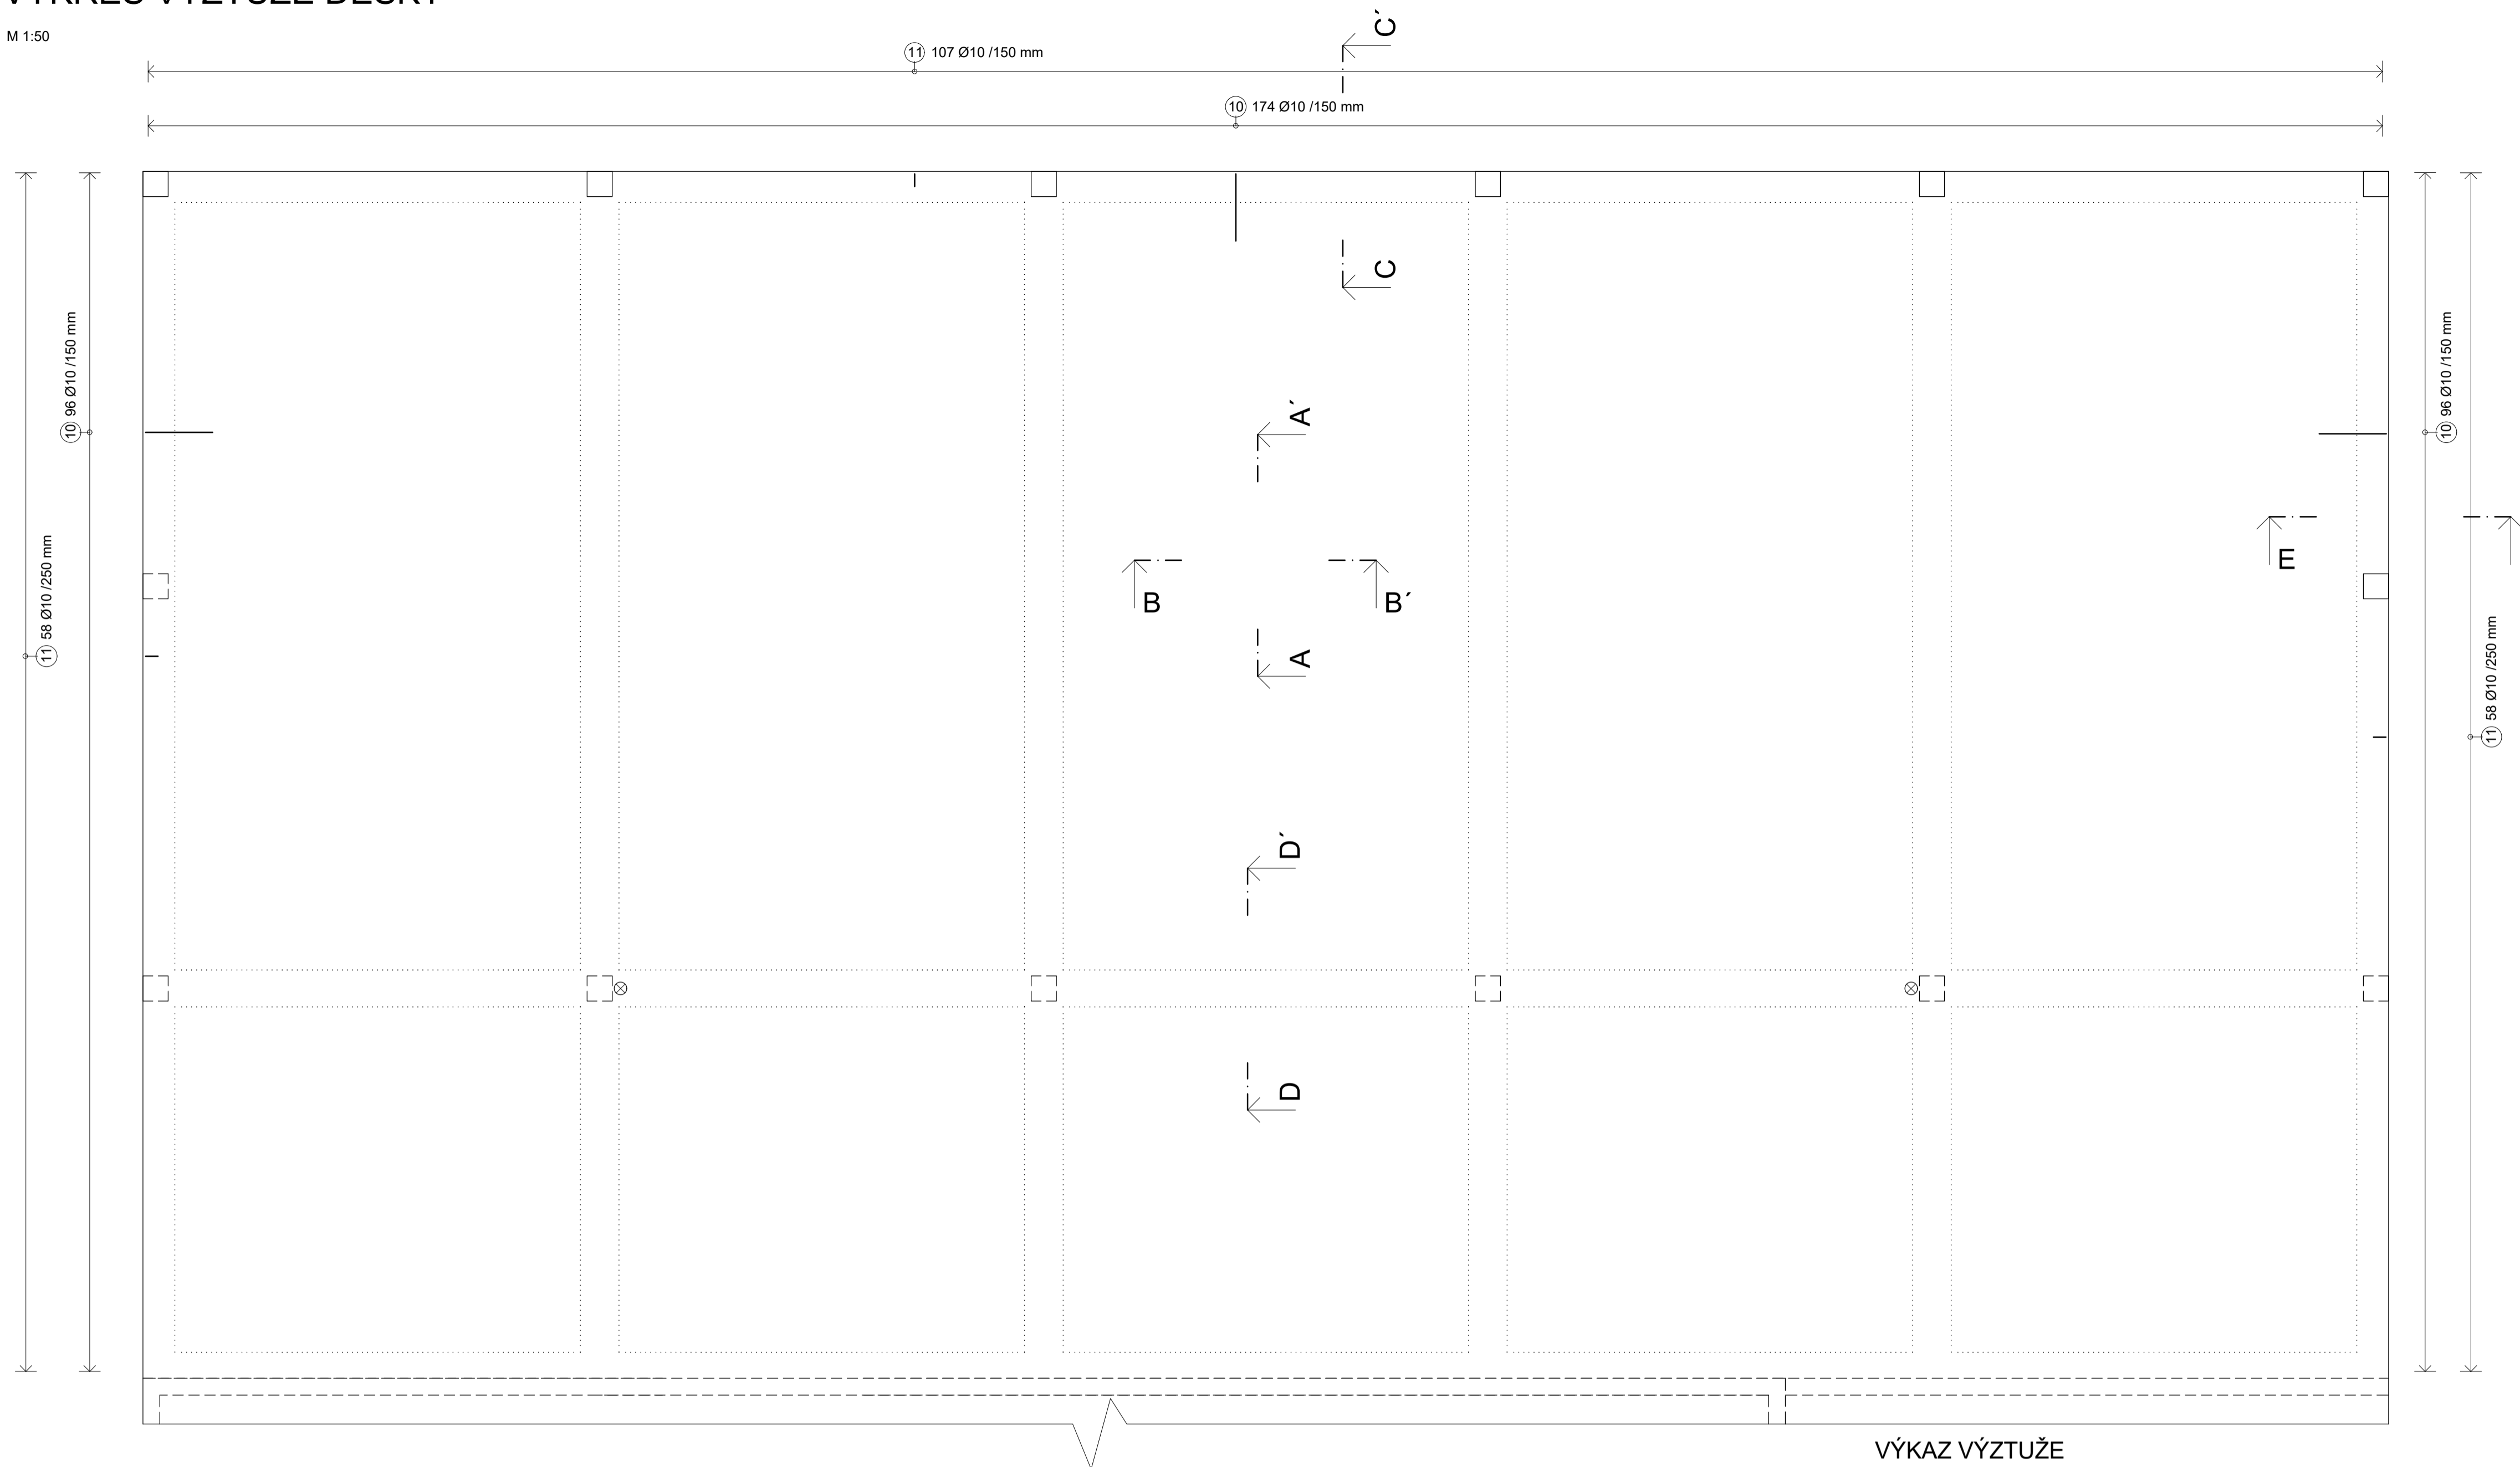 M 1:50
11 107 Ø10 /150 mm
C´
10 174 Ø10 /150 mm
C
10 96 Ø10 /150 mm
10 96 Ø10 /150 mm
A´
E
11 58 Ø10 /250 mm
B
B´
A
11 58 Ø10 /250 mm
D´
D
VÝKAZ VÝZTUŽE